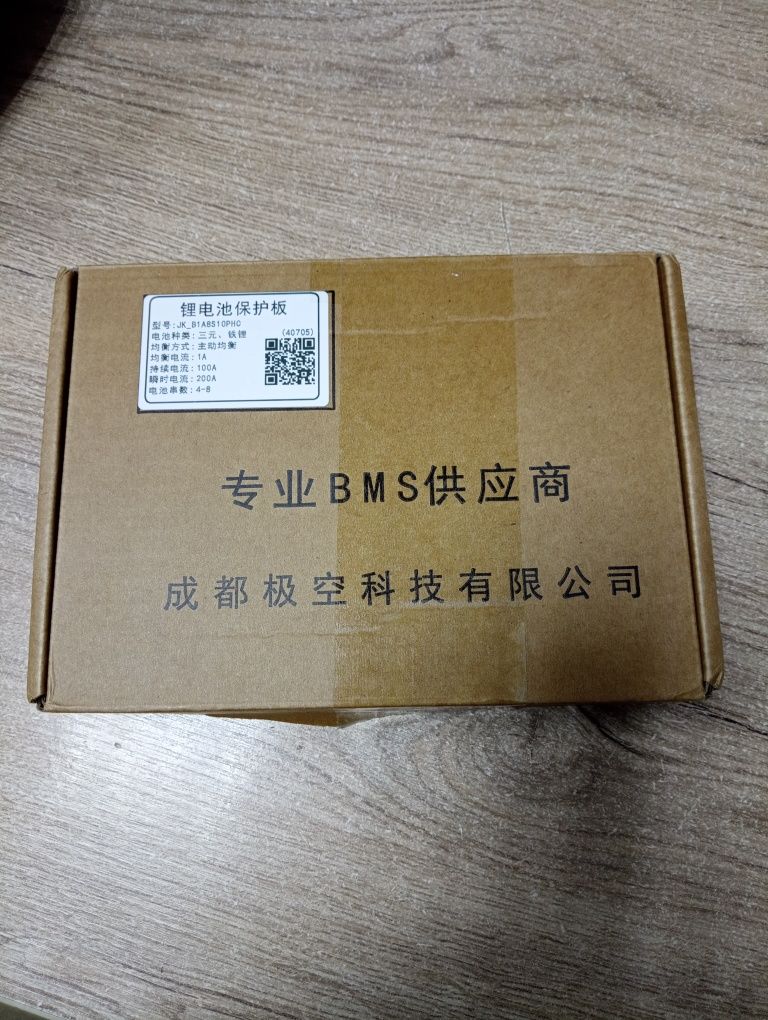 锂电池保护板
型号:JK_B1A8S10PHC
电池种类:三元、铁锂 (40705)
均衡方式:主动均衡
均衡电流:1A
持续电流:100A
瞬时电流:200A
电池串数:4-8
专业BMS供应商
成都极空科技有限公司